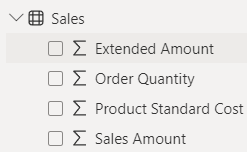 Sales
Extended Amount
Order Quantity
Product Standard Cost
Sales Amount